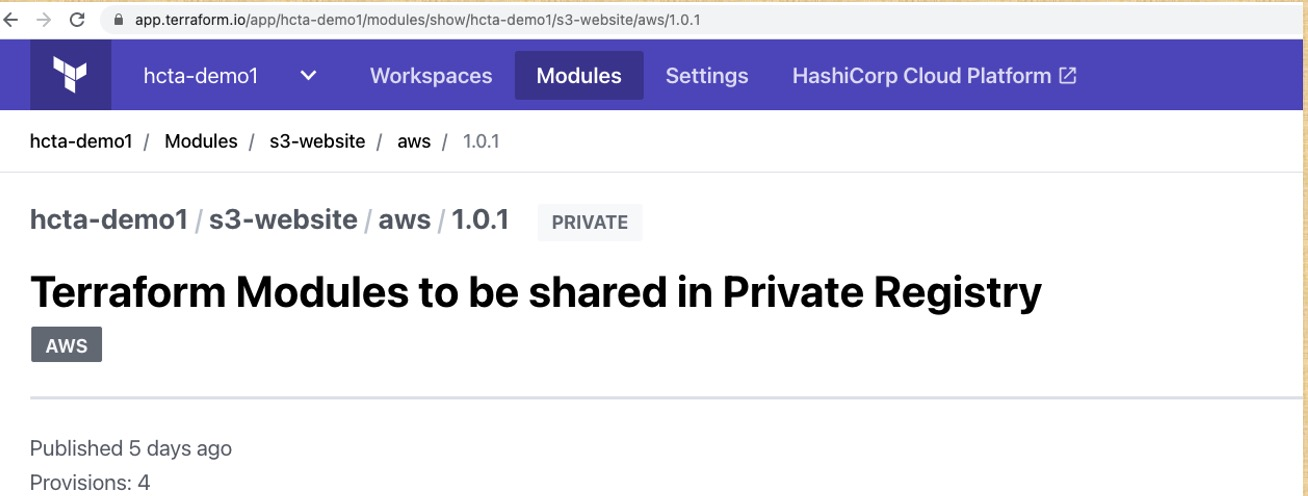 app.terraform.io/app/hcta-demo1/modules/show/hcta-demo1/s3-website/aws/1.0.1
hcta-demo1 Workspaces Modules Settings HashiCorp Cloud Platform
hcta-demo1 / Modules / s3-website / aws / 1.0.1
hcta-demo1 / s3-website / aws / 1.0.1 PRIVATE
Terraform Modules to be shared in Private Registry
AWS
Published 5 days ago
Provisions: 4